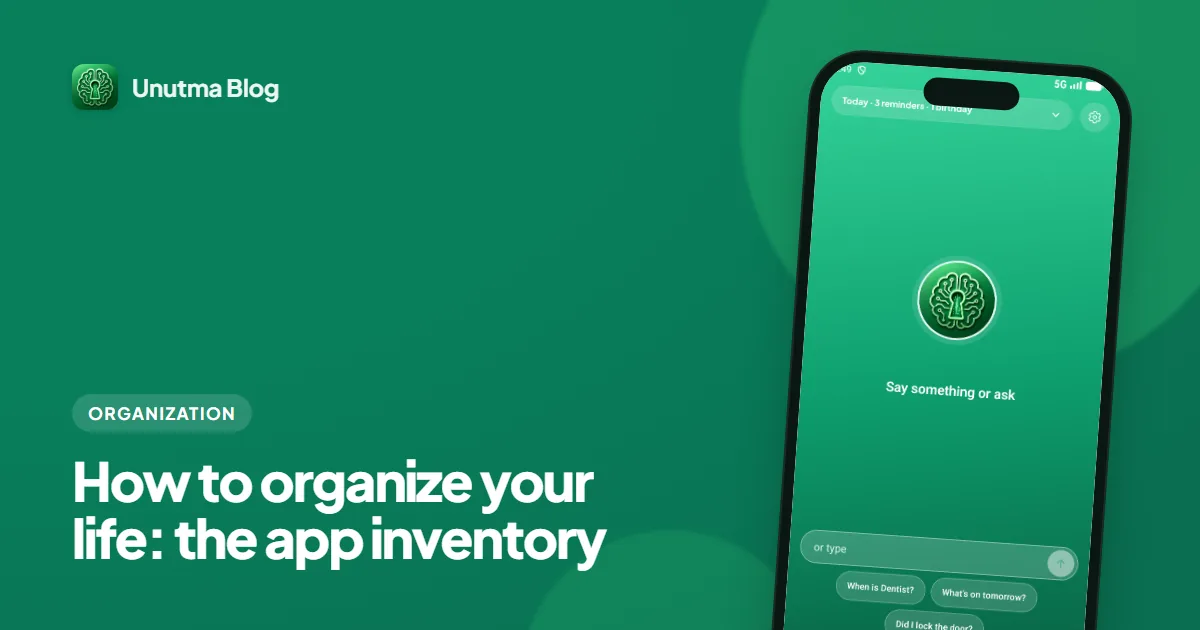 Unutma Blog
ORGANIZATION
How to organize your
life: the app inventory
49
5G
Today · 3 reminders · 1 birthday
Say something or ask
or type
When is Dentist?
What's on tomorrow?
Did I lock the door?